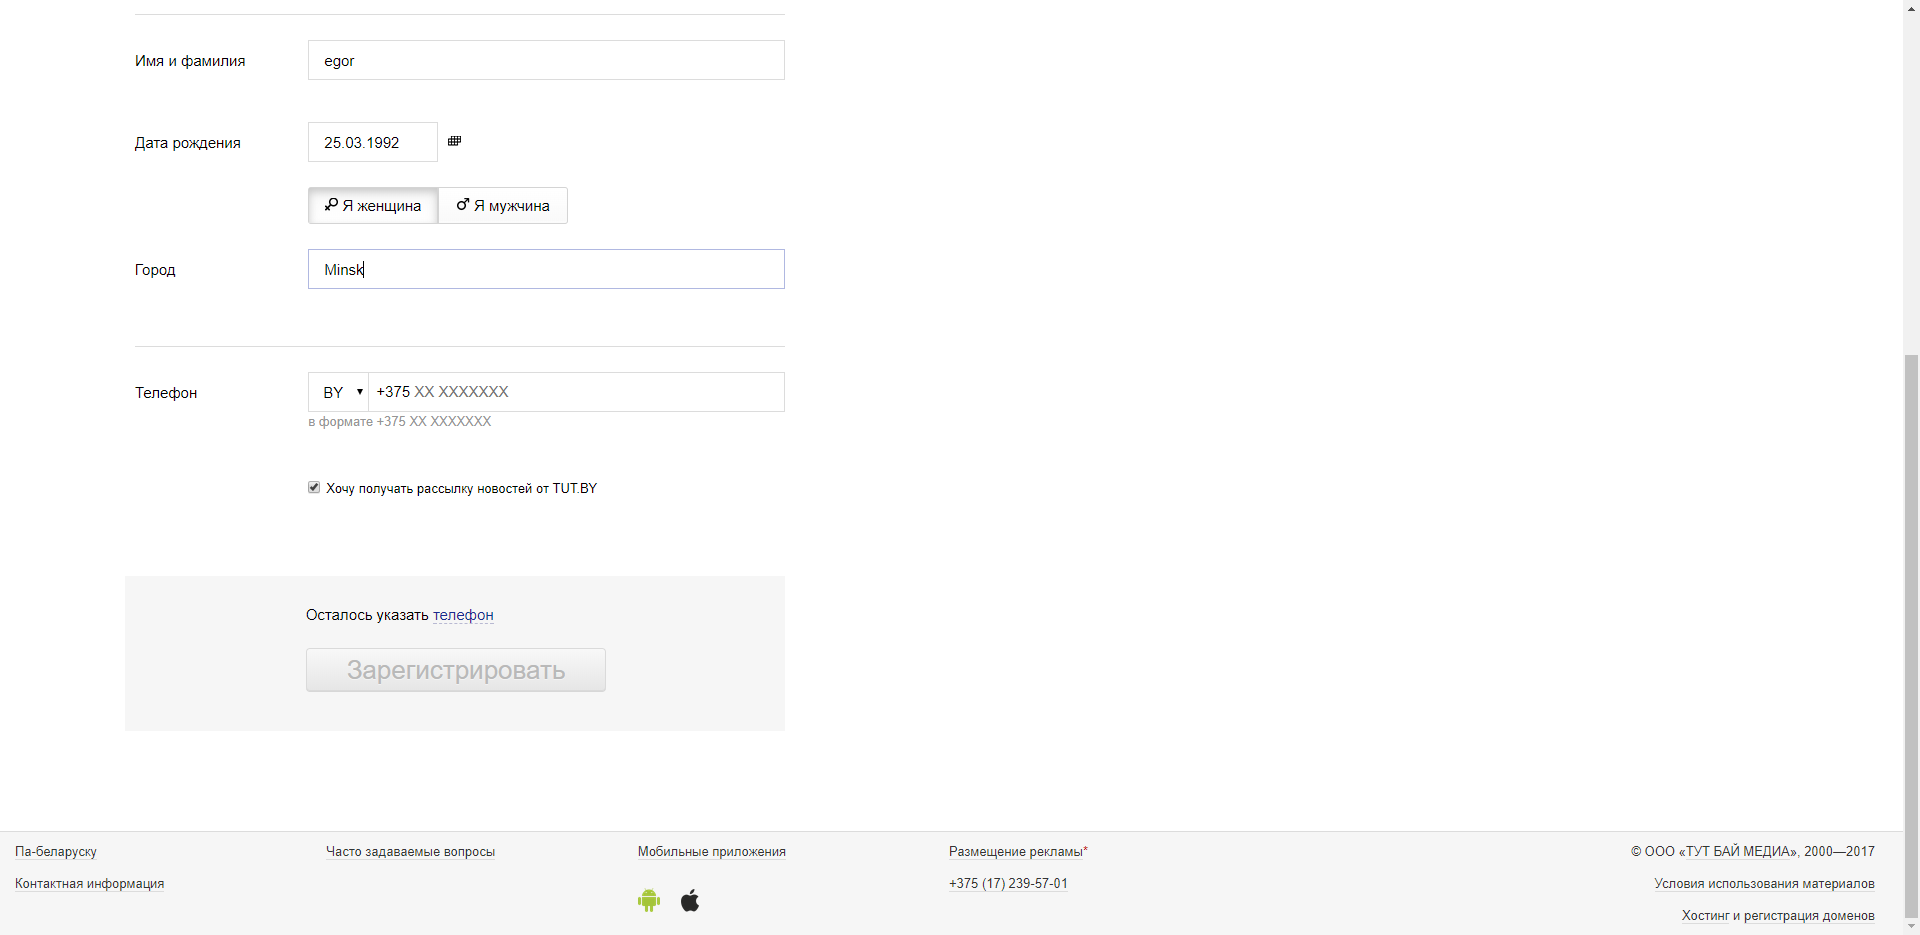 Имя и фамилия
egor
Дата рождения
25.03.1992
Я женщина
Я мужчина
Город
Minsk
Телефон
BY
+375 XX XXXXXXX
в формате +375 XX XXXXXXX
Хочу получать рассылку новостей от TUT.BY
Осталось указать телефон
Зарегистрировать
Па-беларуску
Часто задаваемые вопросы
Мобильные приложения
Размещение рекламы*
© ООО «ТУТ БАЙ МЕДИА», 2000—2017
Контактная информация
+375 (17) 239-57-01
Условия использования материалов
Хостинг и регистрация доменов